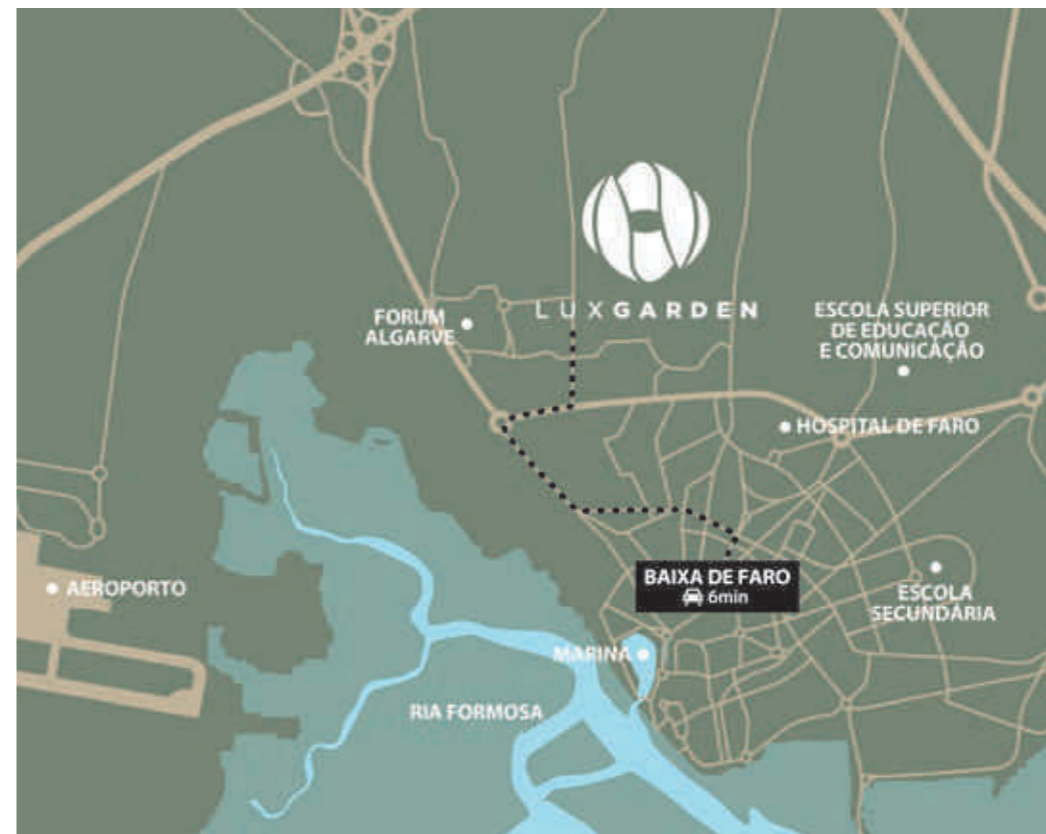 LUXGARDEN
FORUM
ALGARVE
ESCOLA SUPERIOR
DE EDUCAÇÃO
E COMUNICAÇÃO
HOSPITAL DE FARO
BAIXA DE FARO
6min
AEROPORTO
ESCOLA
SECUNDÁRIA
MARINA
RIA FORMOSA